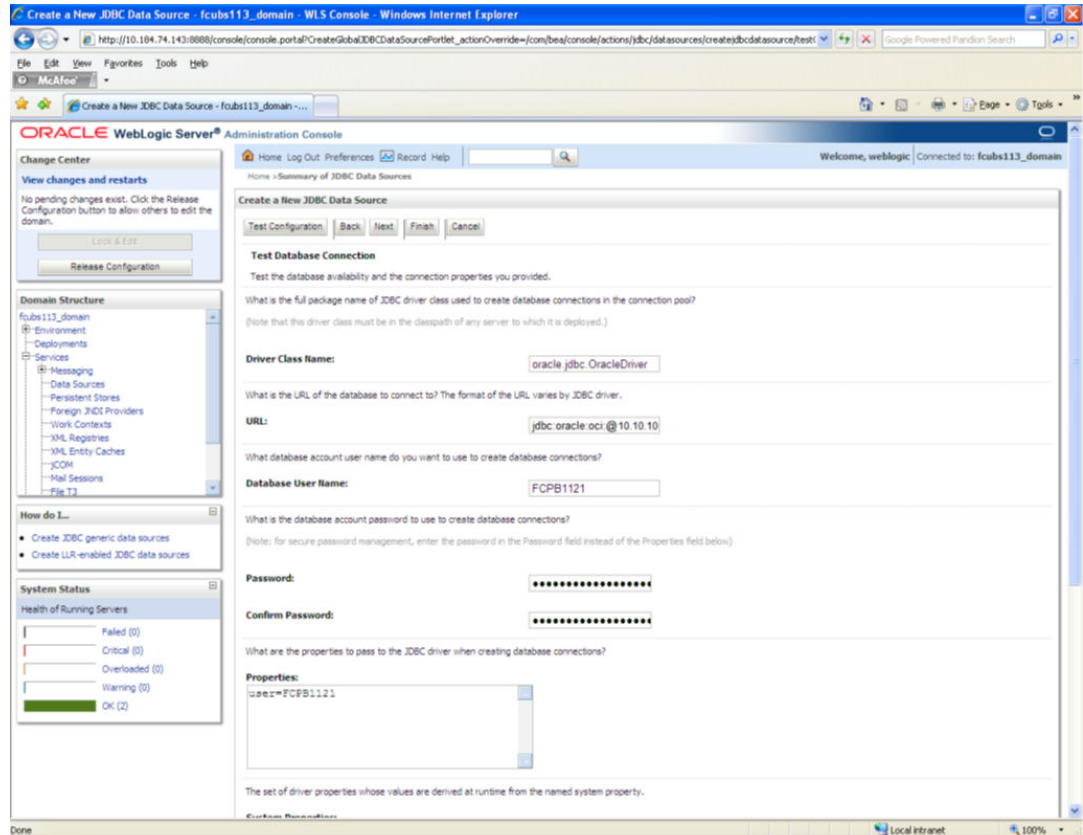 Create a New JDBC Data Source - fcubs113_domain - WLS Console - Windows Internet Explorer
http://10.184.74.143:8888/console/console.portal?CreateGlobalJDBCDataSourcePortlet_actionOverride=/com/bea/console/actions/jdbc/datasources/createjdbcdatasource/test(
Google Powered Pandion Search
File Edit View Favorites Tools Help
McAfee
Create a New JDBC Data Source - fcubs113_domain -...
Page Tools
ORACLE WebLogic Server® Administration Console
Change Center
View changes and restarts
No pending changes exist. Click the Release
Configuration button to allow others to edit the
domain.
Lock & Edit
Release Configuration
Domain Structure
fcubs113_domain
Environment
Deployments
Services
Messaging
Data Sources
Persistent Stores
Foreign JNDI Providers
Work Contexts
XML Registries
XML Entity Caches
jCOM
Mail Sessions
File T3
How do I...
Create JDBC generic data sources
Create LLR-enabled JDBC data sources
System Status
Health of Running Servers
Failed (0)
Critical (0)
Overloaded (0)
Warning (0)
OK (2)
Home Log Out Preferences Record Help
Welcome, weblogic Connected to: fcubs113_domain
Home >Summary of JDBC Data Sources
Create a New JDBC Data Source
Test Configuration Back Next Finish Cancel
Test Database Connection
Test the database availability and the connection properties you provided.
What is the full package name of JDBC driver class used to create database connections in the connection pool?
(Note that this driver class must be in the classpath of any server to which it is deployed.)
Driver Class Name: oracle.jdbc.OracleDriver
What is the URL of the database to connect to? The format of the URL varies by JDBC driver.
URL: jdbc:oracle:oci:@10.10.10
What database account user name do you want to use to create database connections?
Database User Name: FCPB1121
What is the database account password to use to create database connections?
(Note: for secure password management, enter the password in the Password field instead of the Properties field below)
Password:
Confirm Password:
What are the properties to pass to the JDBC driver when creating database connections?
Properties:
user=FCPB1121
The set of driver properties whose values are derived at runtime from the named system property.
System Properties:
Done
Local intranet
100%